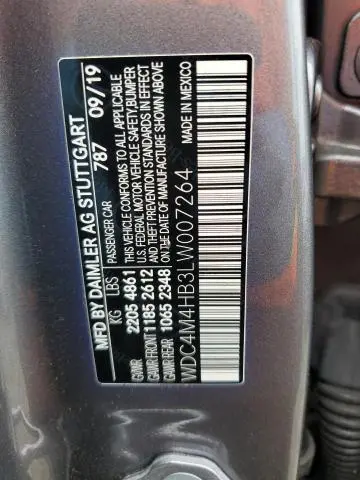 MFD BY DAIMLER AG STUTTGART
PASSENGER CAR 787 09/19
KG LBS THIS VEHICLE CONFORMS TO ALL APPLICABLE
U.S. FEDERAL MOTOR VEHICLE SAFETY, BUMPER
GVWR 2205 4861 AND THEFT PREVENTION STANDARDS IN EFFECT
GAWR FRONT 1185 2612 ON THE DATE OF
GAWR REAR 1065 2348 MANUFACTURE SHOWN ABOVE
WDC4M4HB3LW007264
MADE IN MEXICO